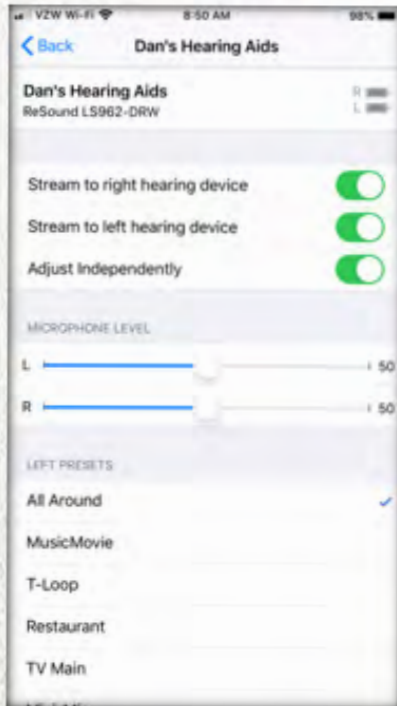 VZW Wi-Fi 8:50 AM 98%
Back Dan's Hearing Aids
Dan's Hearing Aids R
ReSound LS962-DRW L
Stream to right hearing device
Stream to left hearing device
Adjust Independently
MICROPHONE LEVEL
L 50
R 50
LEFT PRESETS
All Around
MusicMovie
T-Loop
Restaurant
TV Main